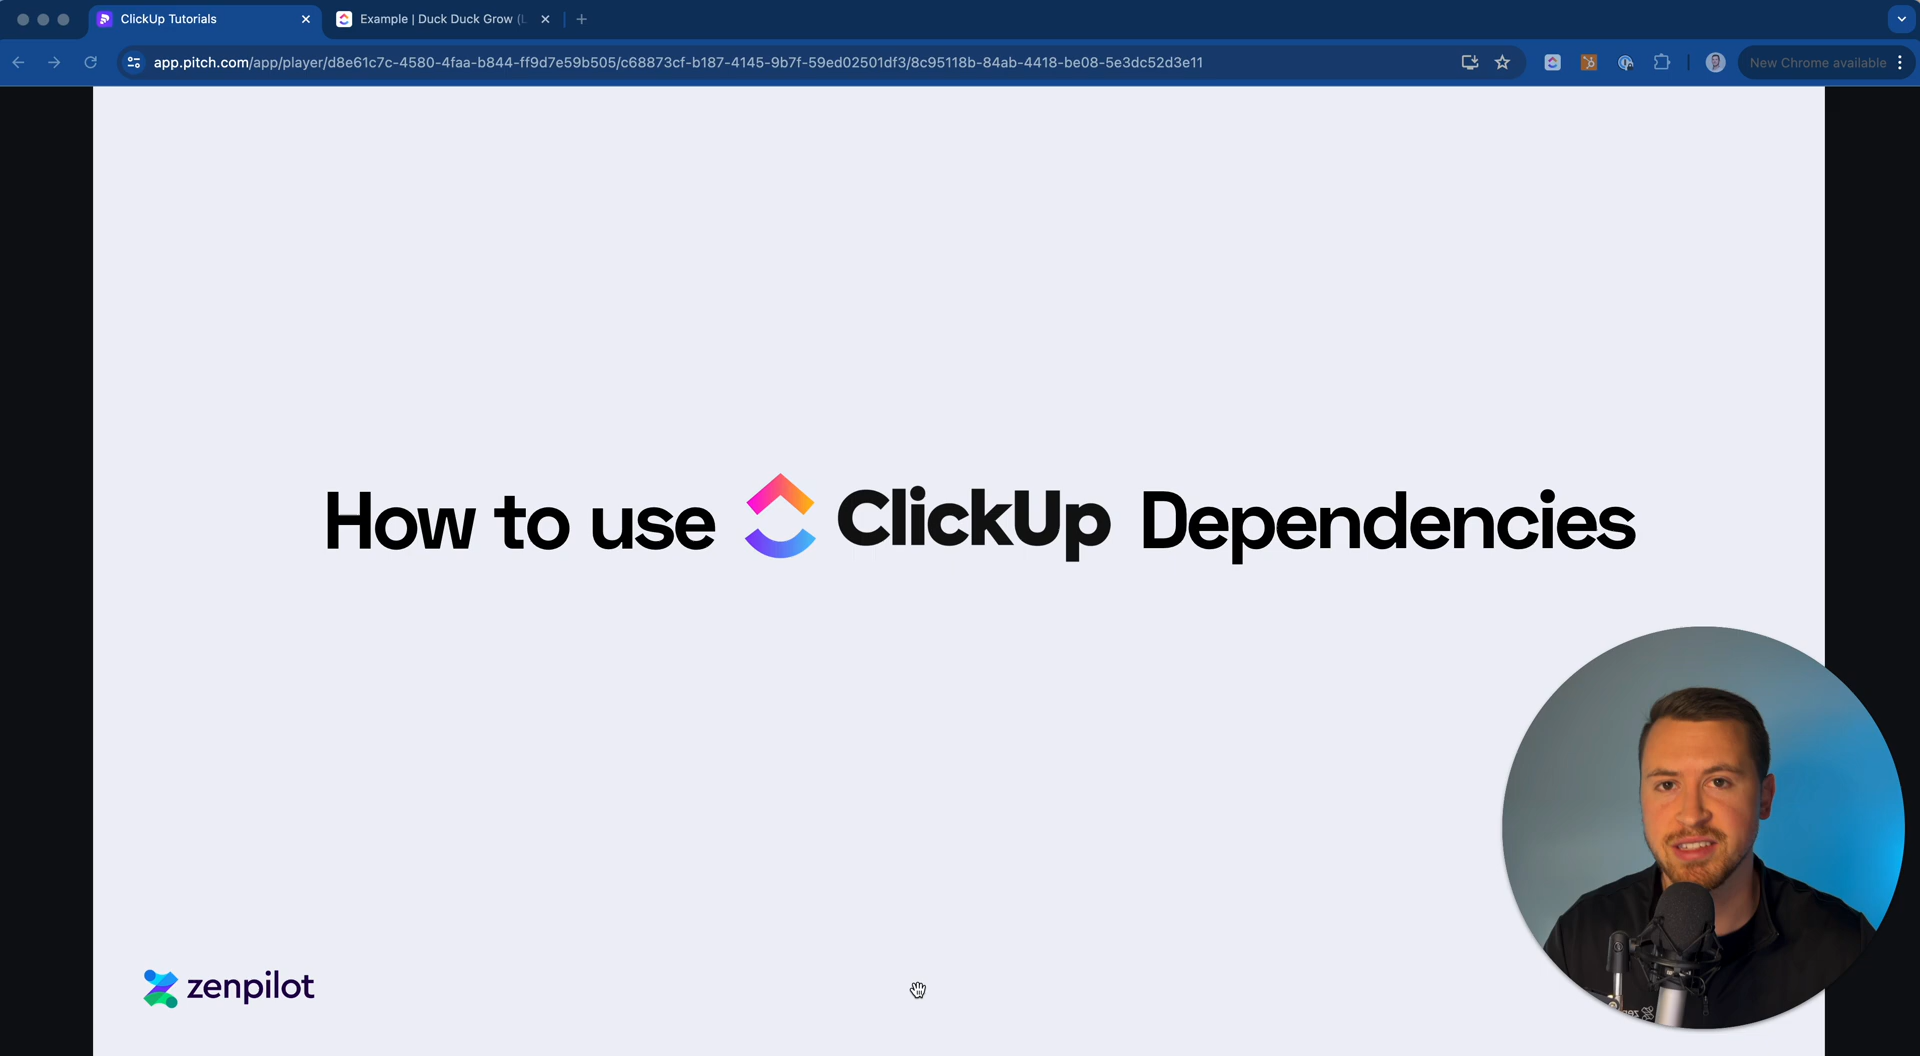 ClickUp Tutorials
Example | Duck Duck Grow (
app.pitch.com/app/player/d8e61c7c-4580-4faa-b844-ff9d7e59b505/c68873cf-b187-4145-9b7f-59ed02501df3/8c95118b-84ab-4418-be08-5e3dc52d3e11
New Chrome available
How to use ClickUp Dependencies
zenpilot